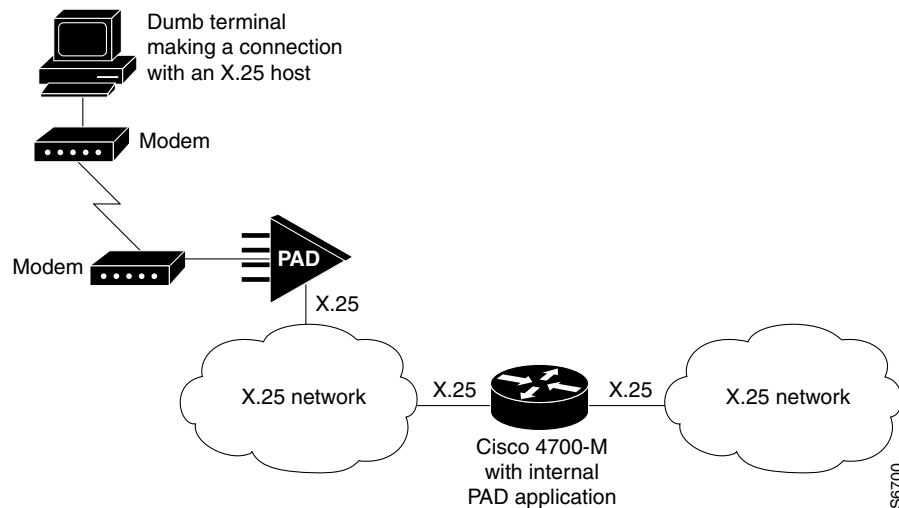 Dumb terminal
making a connection
with an X.25 host
Modem
Modem
PAD
X.25
X.25 network
X.25
X.25
X.25 network
Cisco 4700-M
with internal
PAD application
S6700